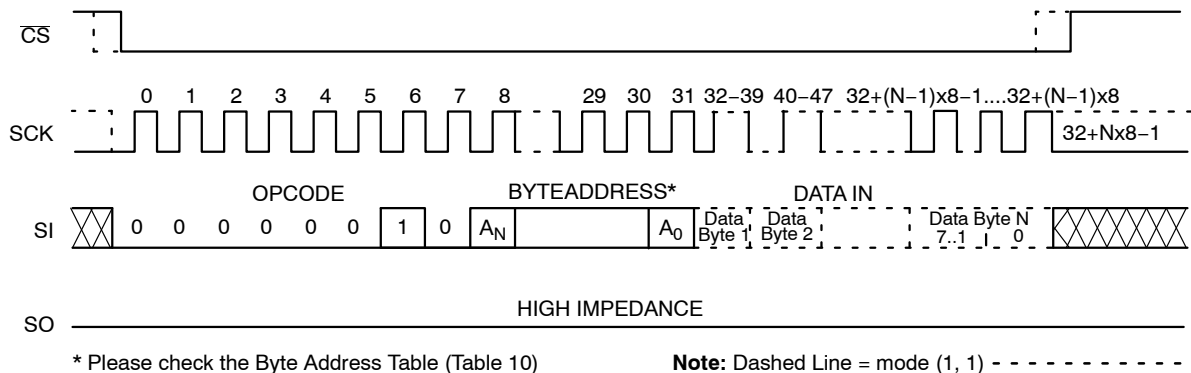 CS
0 1 2 3 4 5 6 7 8 29 30 31 32−39 40−47 32+(N−1)x8−1....32+(N−1)x8
SCK 32+Nx8−1
OPCODE BYTEADDRESS* DATA IN
SI 0 0 0 0 0 0 1 0 AN A0 Data Byte 1 Data Byte 2 Data Byte N 7..1 0
HIGH IMPEDANCE
SO
* Please check the Byte Address Table (Table 10) Note: Dashed Line = mode (1, 1)